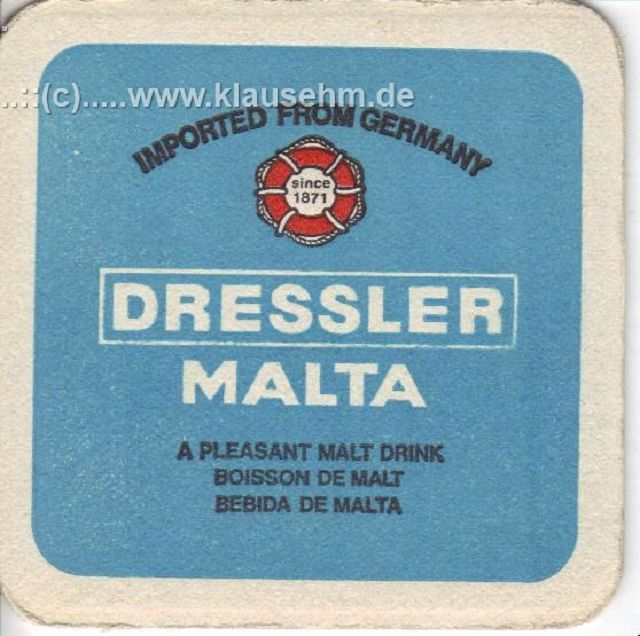 ..::(c).....www.klausehm.de
IMPORTED FROM GERMANY
since
1871
DRESSLER
MALTA
A PLEASANT MALT DRINK
BOISSON DE MALT
BEBIDA DE MALTA